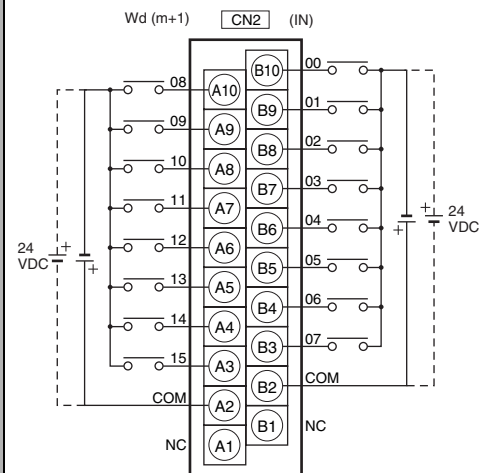 Wd (m+1) CN2 (IN)
B10 00
08 A10
B9 01
09 A9
B8 02
10 A8
B7 03
11 A7
B6 04
12 A6
B5 05
13 A5
B4 06
14 A4
B3 07
15 A3
B2 COM
COM A2
B1 NC
NC A1
24
VDC
+
+
+
+
24
VDC